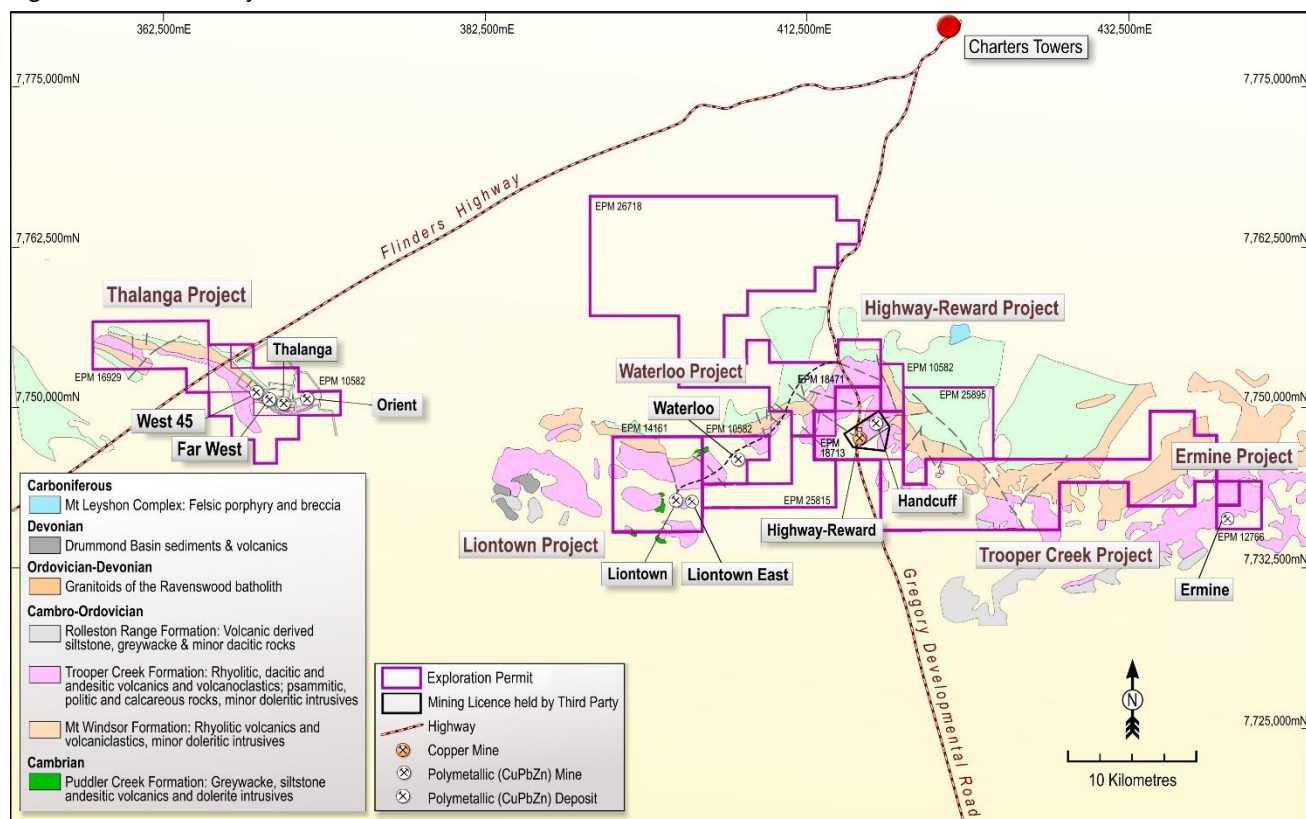 362,500mE
382,500mE
412,500mE
432,500mE
Charters Towers
7,775,000mN
7,775,000mN
Flinders Highway
EPM 26718
7,762,500mN
7,762,500mN
Thalanga Project
Highway-Reward Project
Thalanga
EPM 16929
EPM 10582
Waterloo Project
EPM 18471
EPM 10582
EPM 25895
7,750,000mN
7,750,000mN
West 45
Orient
Far West
Waterloo
EPM 14161
EPM 10582
EPM
18713
Ermine Project
EPM 25815
Handcuff
Highway-Reward
Liontown Project
Trooper Creek Project
EPM 12766
Liontown
Liontown East
Ermine
7,732,500mN
7,732,500mN
Gregory Developmental Road
7,725,000mN
Carboniferous
Mt Leyshon Complex: Felsic porphyry and breccia
Devonian
Drummond Basin sediments & volcanics
Ordovician-Devonian
Granitoids of the Ravenswood batholith
Cambro-Ordovician
Rolleston Range Formation: Volcanic derived
siltstone, greywacke & minor dacitic rocks
Trooper Creek Formation: Rhyolitic, dacitic and
andesitic volcanics and volcanoclastics; psammitic,
politic and calcareous rocks, minor doleritic intrusives
Mt Windsor Formation: Rhyolitic volcanics and
volcaniclastics, minor doleritic intrusives
Cambrian
Puddler Creek Formation: Greywacke, siltstone
andesitic volcanics and dolerite intrusives
Exploration Permit
Mining Licence held by Third Party
Highway
Copper Mine
Polymetallic (CuPbZn) Mine
Polymetallic (CuPbZn) Deposit
N
10 Kilometres